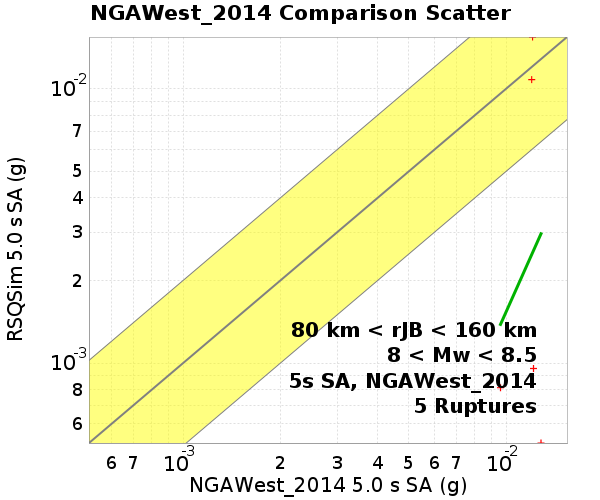 NGAWest_2014 Comparison Scatter
RSQSim 5.0 s SA (g)
10-2
7
5
4
3
2
10-3
8
6
80 km < rJB < 160 km
8 < Mw < 8.5
5s SA, NGAWest_2014
5 Ruptures
6 7 10-3 2 3 4 5 6 7 10-2
NGAWest_2014 5.0 s SA (g)